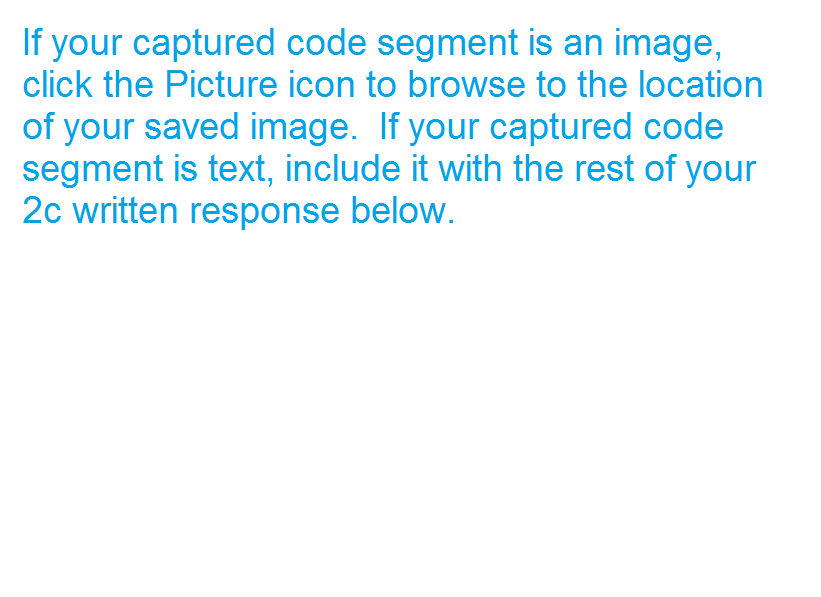 If your captured code segment is an image,
click the Picture icon to browse to the location
of your saved image.  If your captured code
segment is text, include it with the rest of your
2c written response below.